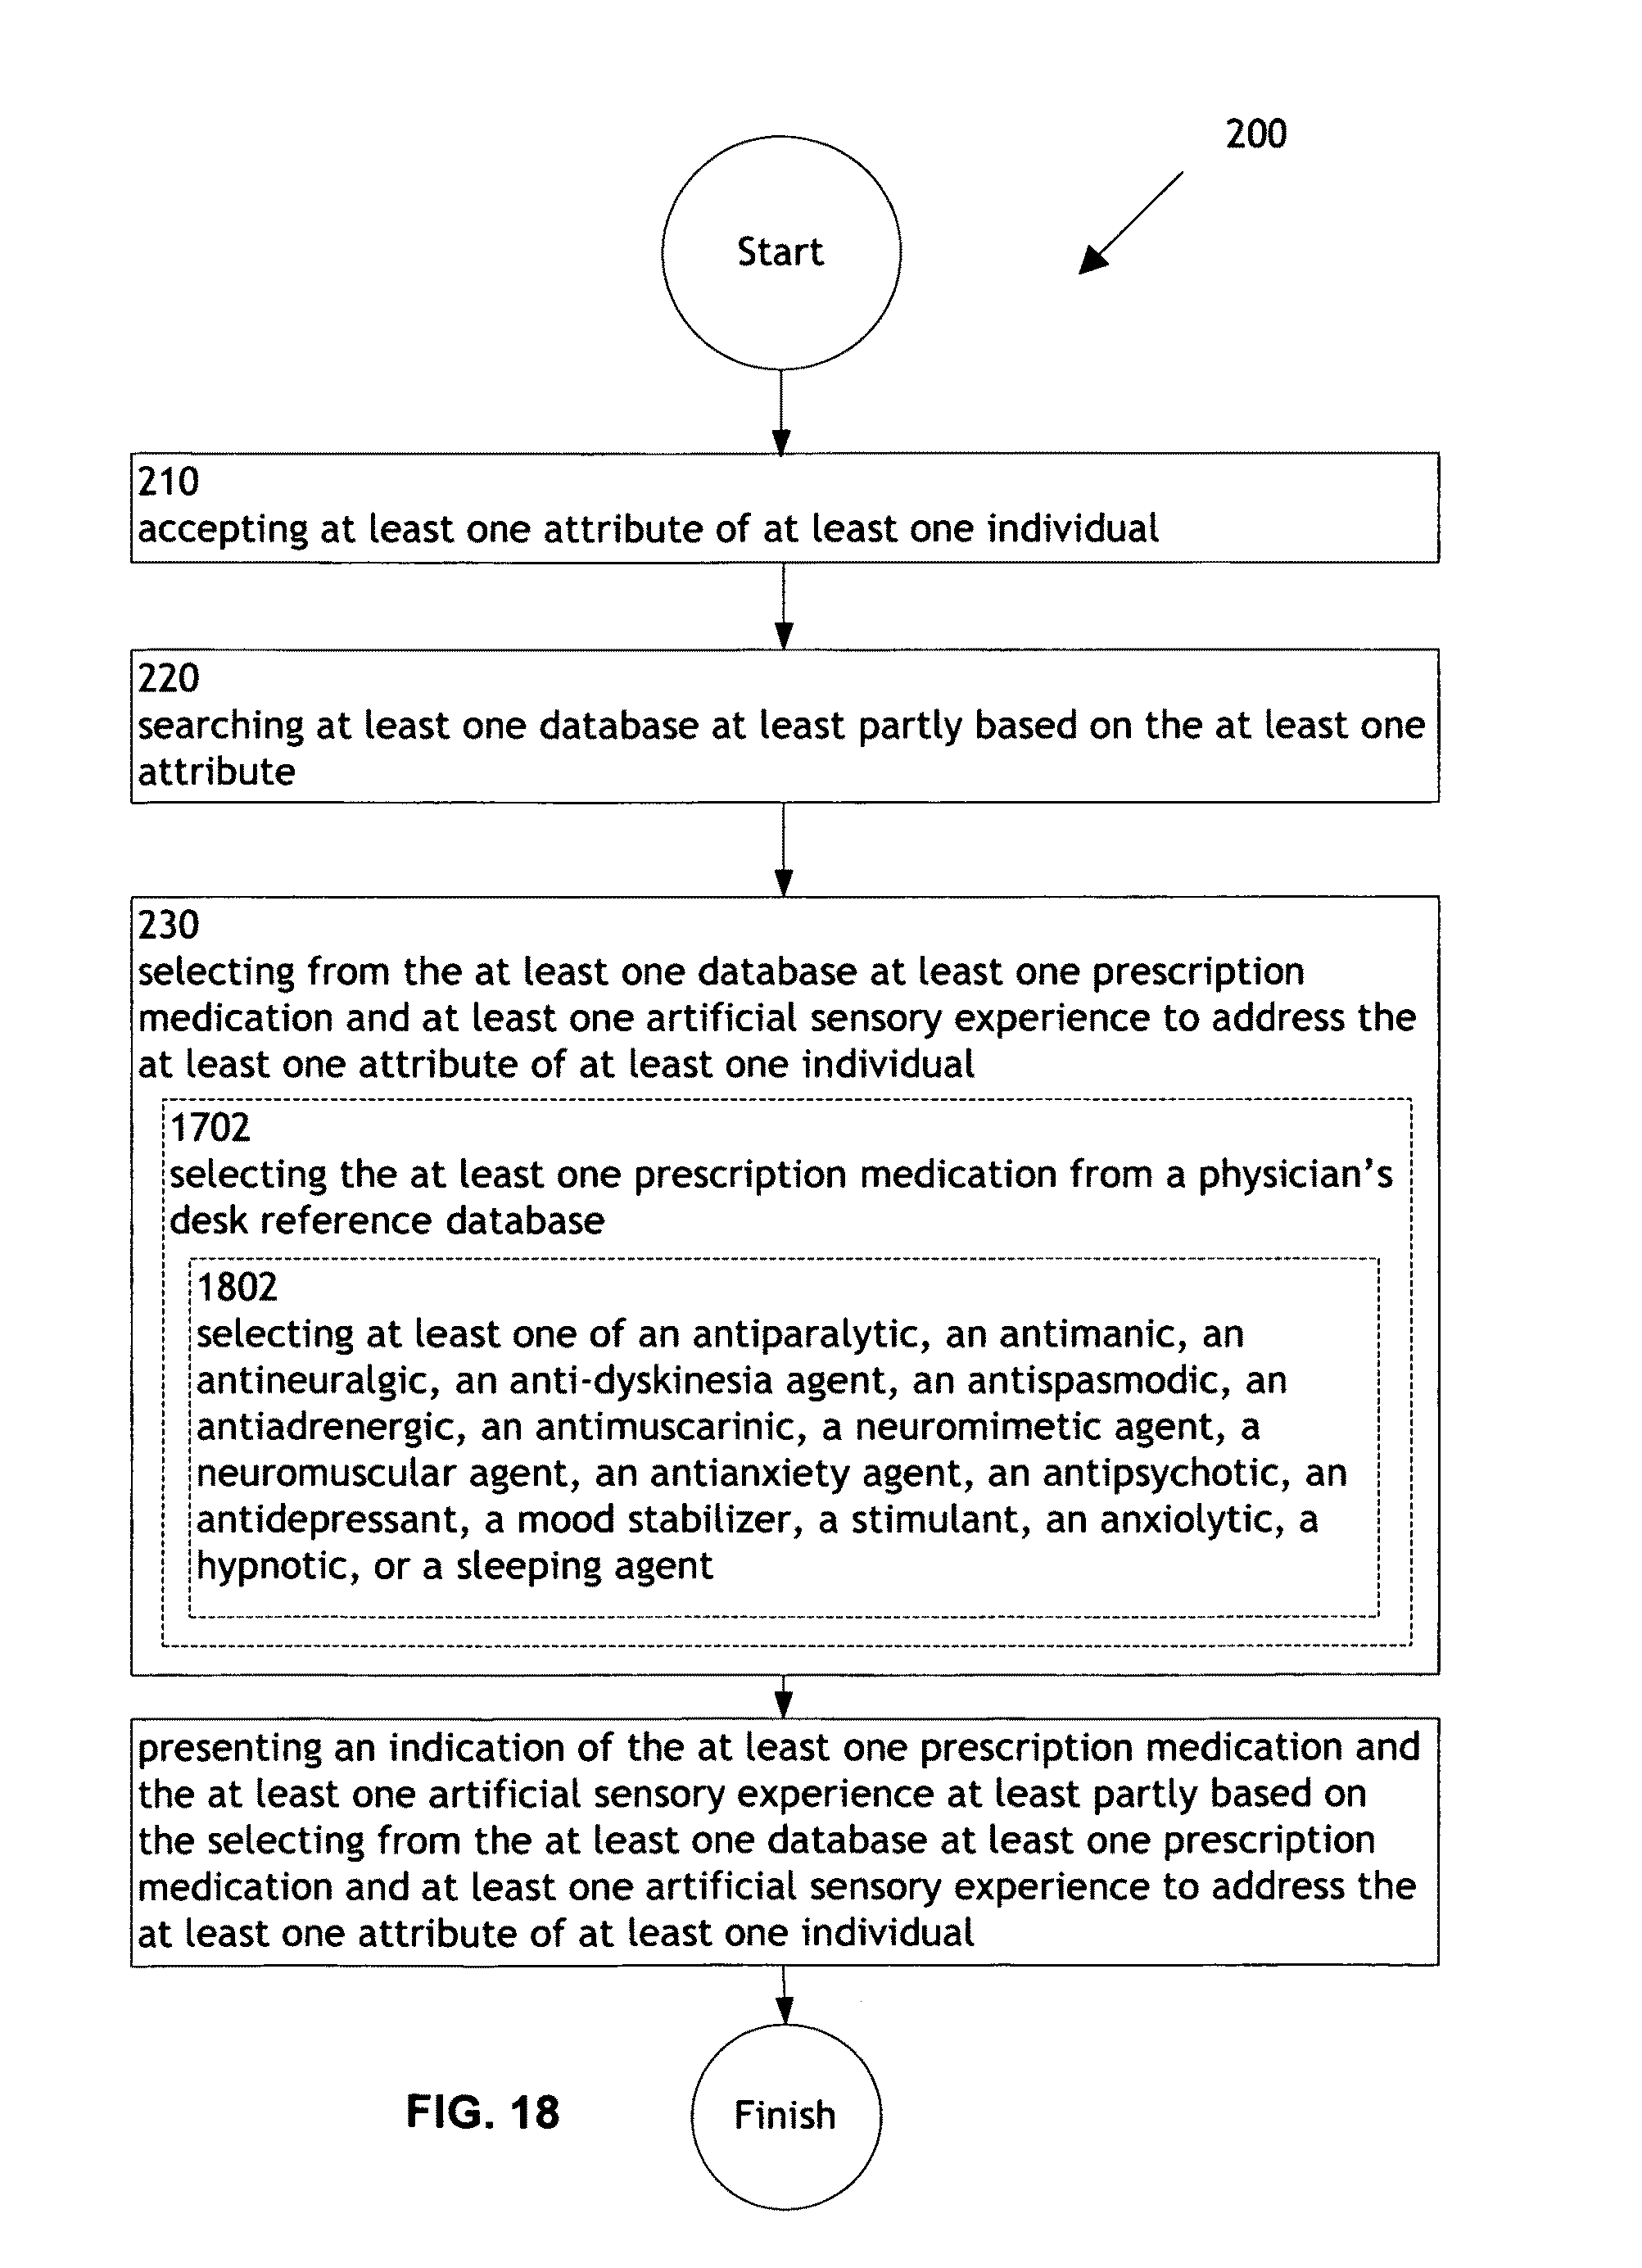 200
Start
210
accepting at least one attribute of at least one individual
220
searching at least one database at least partly based on the at least one
attribute
230
selecting from the at least one database at least one prescription
medication and at least one artificial sensory experience to address the
at least one attribute of at least one individual
1702
selecting the at least one prescription medication from a physician's
desk reference database
1802
selecting at least one of an antiparalytic, an antimanic, an
antineuralgic, an anti-dyskinesia agent, an antispasmodic, an
antiadrenergic, an antimuscarinic, a neuromimetic agent, a
neuromuscular agent, an antianxiety agent, an antipsychotic, an
antidepressant, a mood stabilizer, a stimulant, an anxiolytic, a
hypnotic, or a sleeping agent
presenting an indication of the at least one prescription medication and
the at least one artificial sensory experience at least partly based on
the selecting from the at least one database at least one prescription
medication and at least one artificial sensory experience to address the
at least one attribute of at least one individual
FIG. 18
Finish